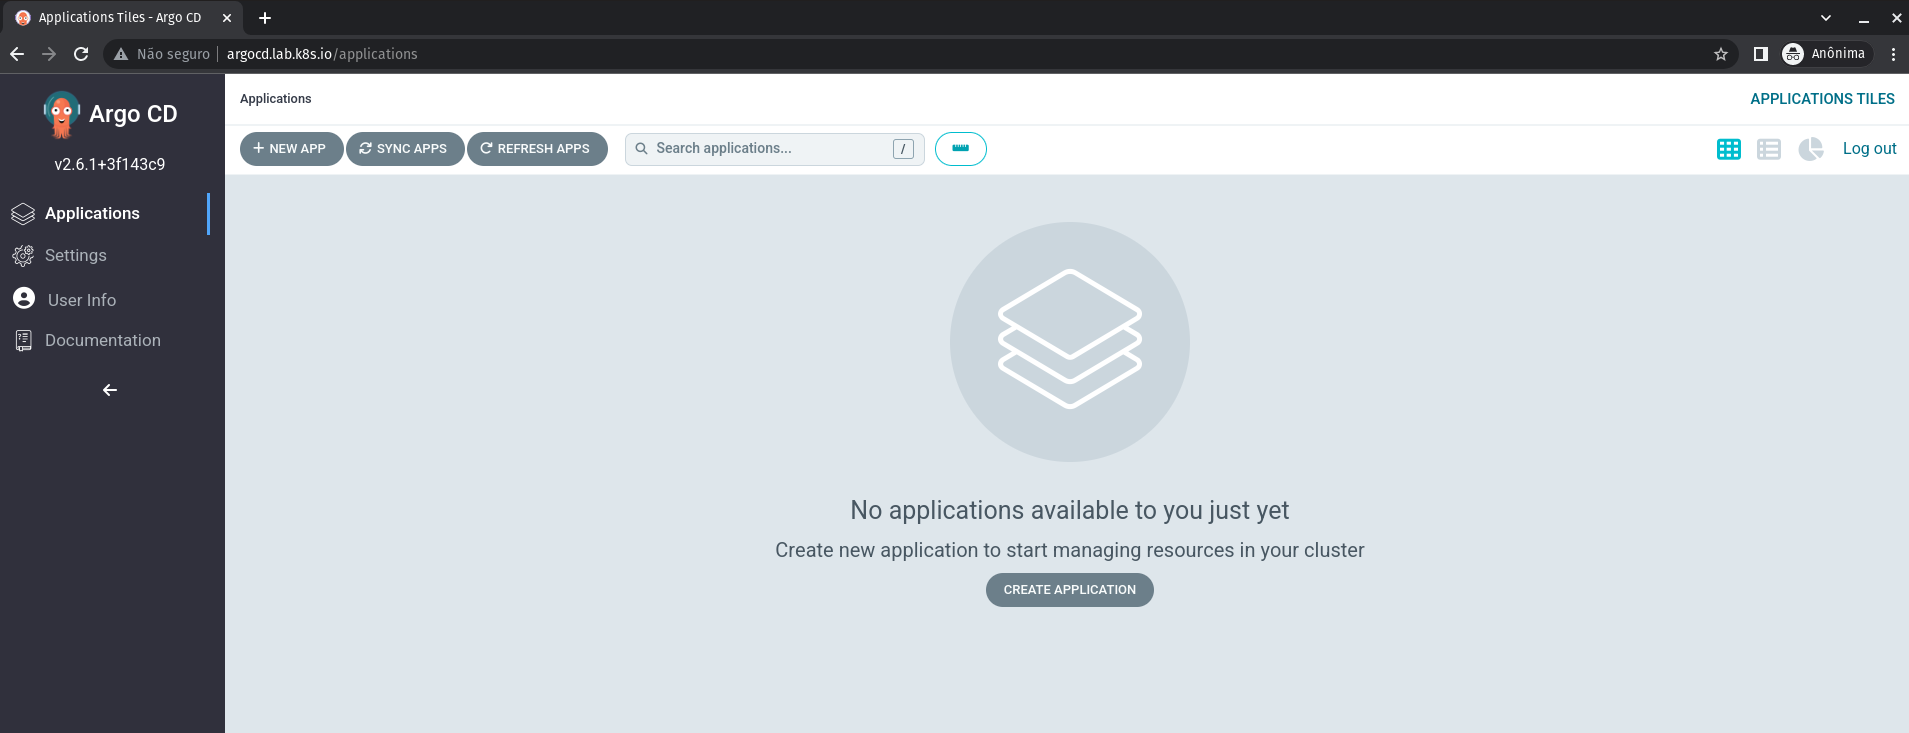 Applications Tiles - Argo CD
Não seguro argocd.lab.k8s.io/applications Anônima
Argo CD
v2.6.1+3f143c9
Applications
Settings
User Info
Documentation
Applications APPLICATIONS TILES
+ NEW APP SYNC APPS REFRESH APPS Search applications... / Log out
No applications available to you just yet
Create new application to start managing resources in your cluster
CREATE APPLICATION